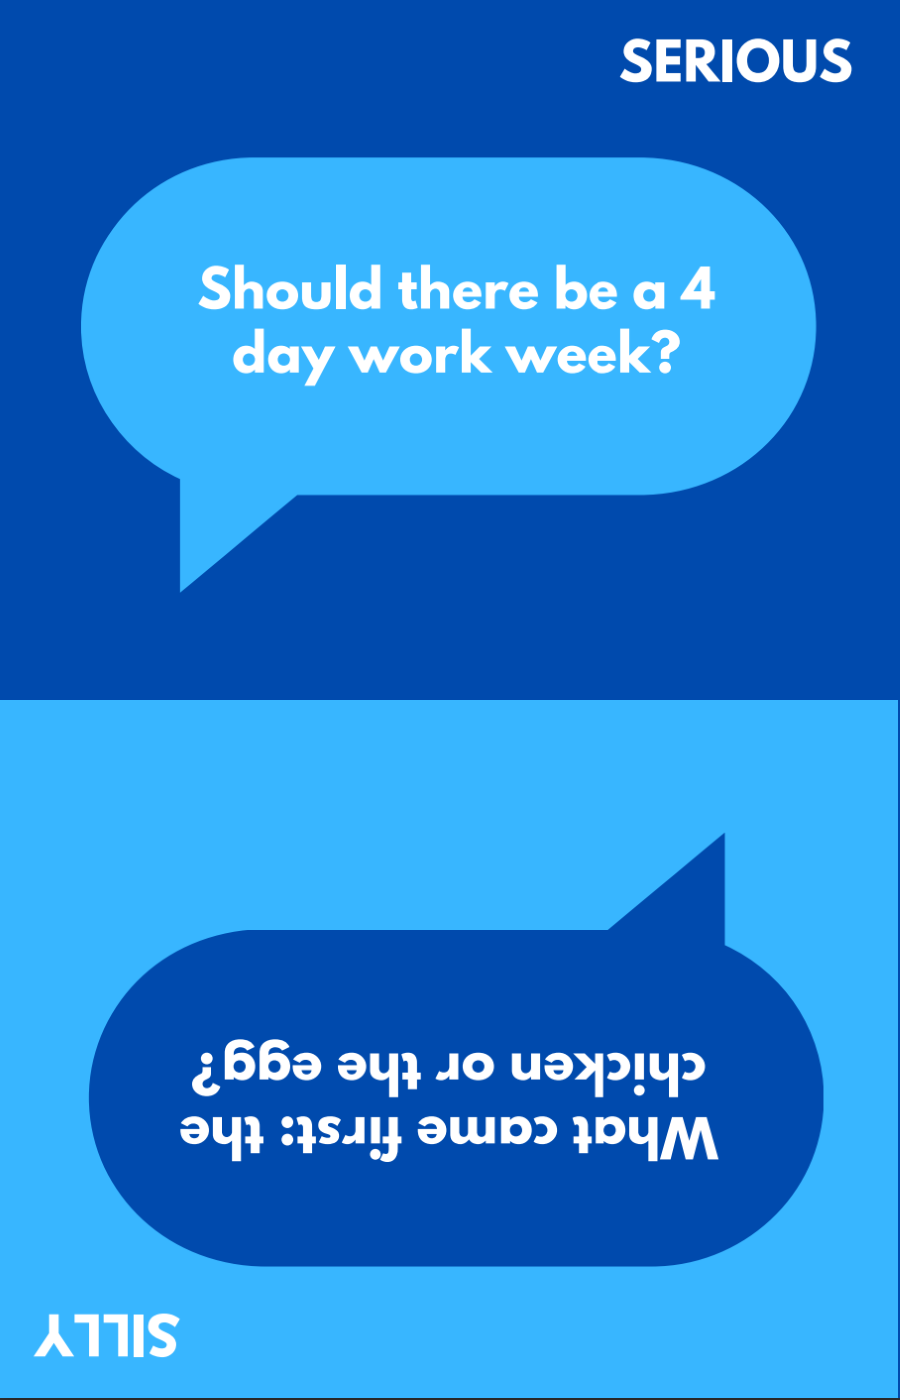 SERIOUS
Should there be a 4
day work week?
SILLY
What came first: the
chicken or the egg?